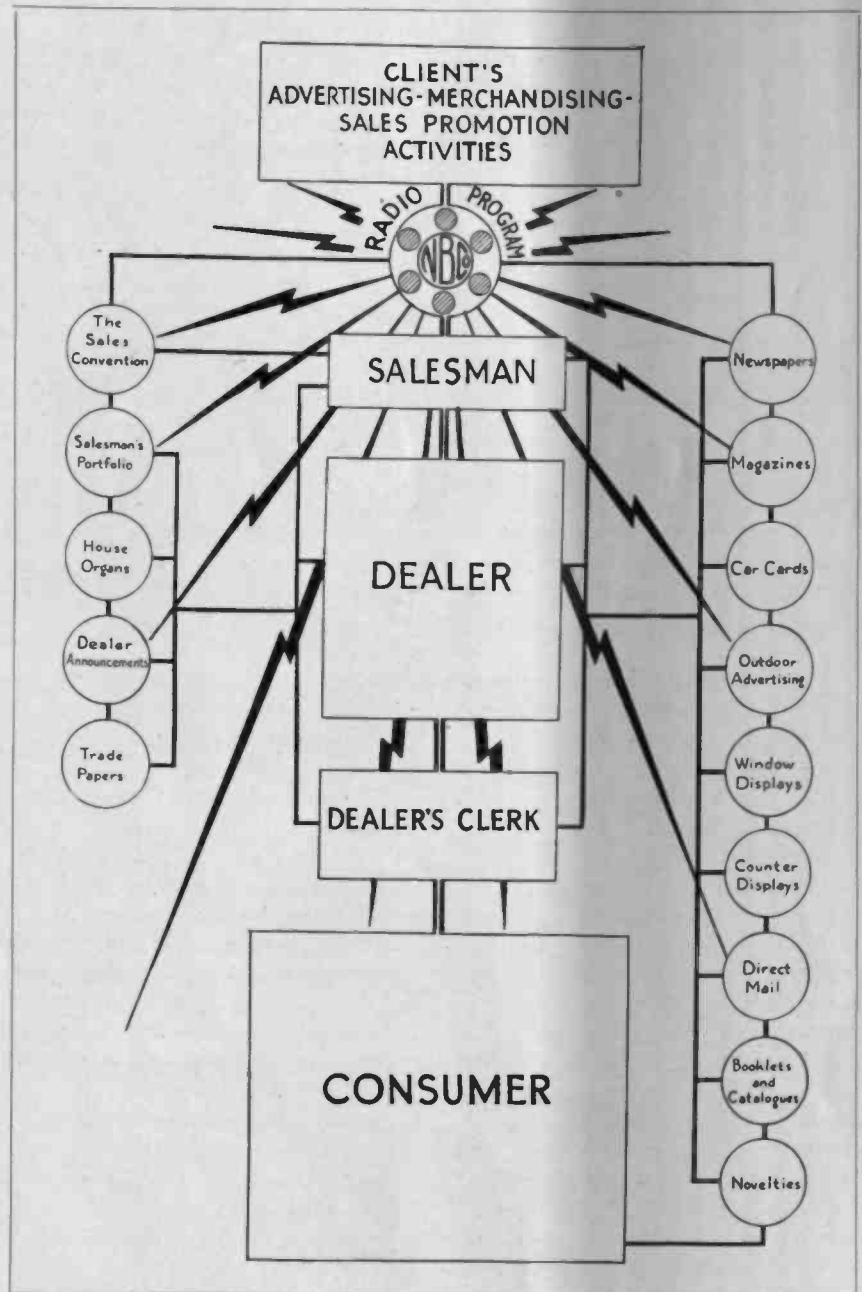 CLIENT'S
ADVERTISING-MERCHANDISING-
SALES PROMOTION
ACTIVITIES
RADIO PROGRAM
NBCo
The
Sales
Convention
Salesman's
Portfolio
House
Organs
Dealer
Announcements
Trade
Papers
SALESMAN
DEALER
DEALER'S CLERK
CONSUMER
Newspapers
Magazines
Car Cards
Outdoor
Advertising
Window
Displays
Counter
Displays
Direct
Mail
Booklets
and
Catalogues
Novelties